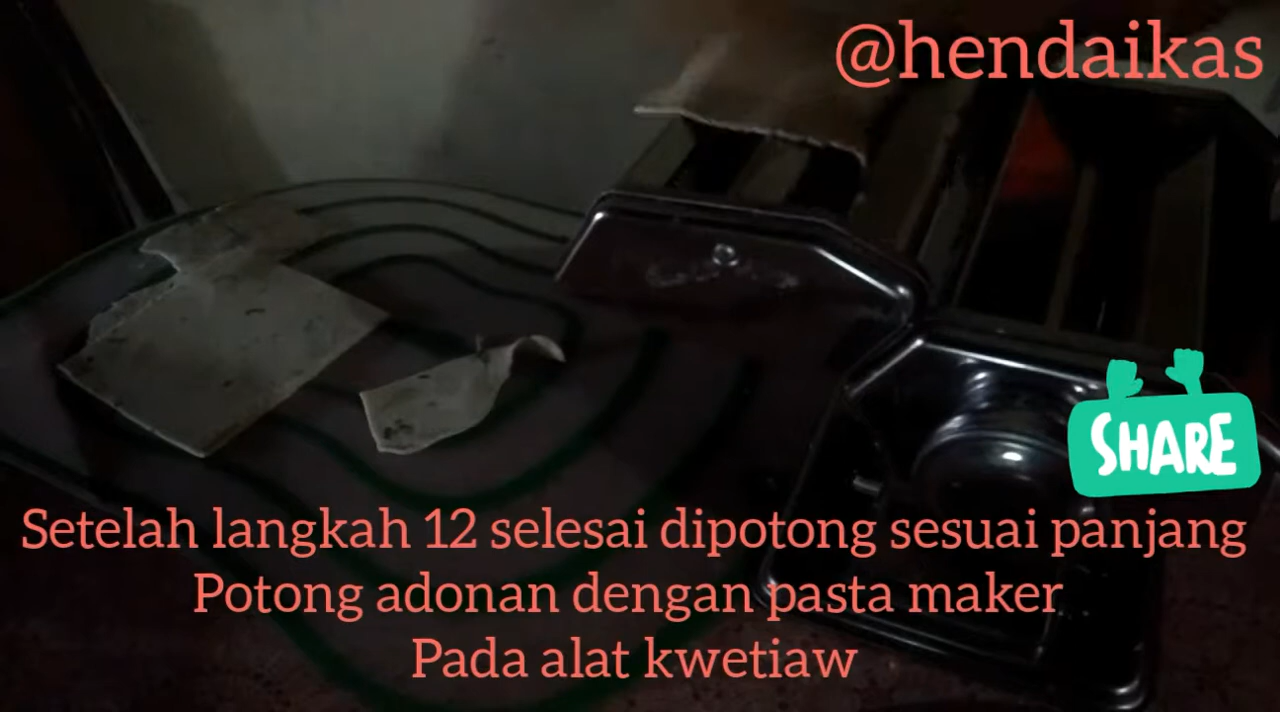 @hendaikas
SHARE
Setelah langkah 12 selesai dipotong sesuai panjang
Potong adonan dengan pasta maker
Pada alat kwetiaw